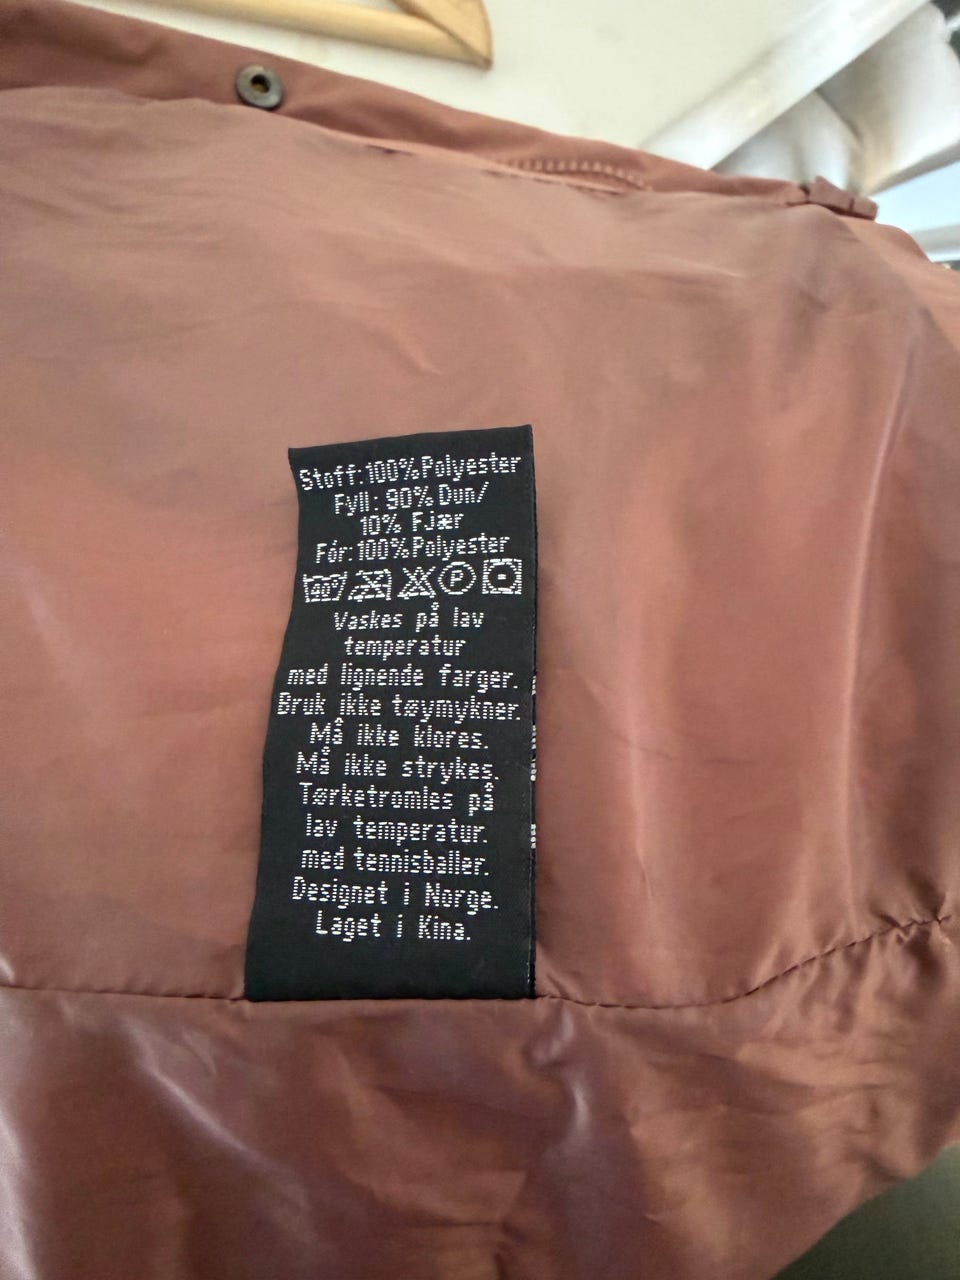 Stoff:100%Polyester
Fyll: 90% Dun/
10% Fjær
Fór:100%Polyester
40° P
Vaskes på lav
temperatur
med lignende farger.
Bruk ikke tøymykner.
Må ikke klores.
Må ikke strykes.
Tørketromles på
lav temperatur.
med tennisballer.
Designet i Norge.
Laget i Kina.